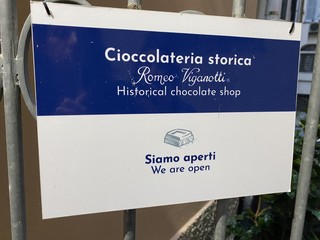 Cioccolateria storica
Romeo Viganotti
Historical chocolate shop
Siamo aperti
We are open